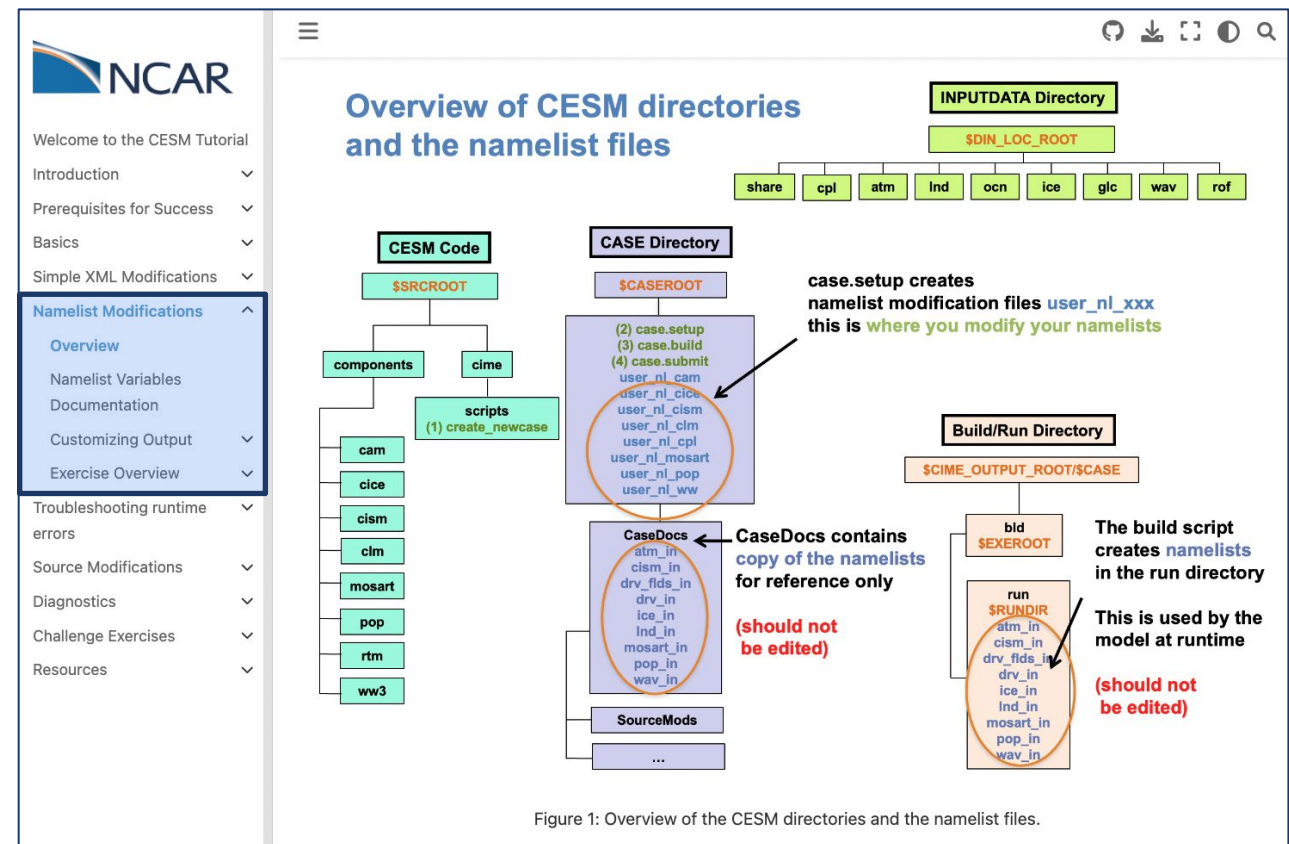 NCAR
Welcome to the CESM Tutorial
Introduction
Prerequisites for Success
Basics
Simple XML Modifications
Namelist Modifications
Overview
Namelist Variables
Documentation
Customizing Output
Exercise Overview
Troubleshooting runtime
errors
Source Modifications
Diagnostics
Challenge Exercises
Resources
Overview of CESM directories
and the namelist files
INPUTDATA Directory
$DIN_LOC_ROOT
share
cpl
atm
lnd
ocn
ice
glc
wav
rof
CESM Code
$SRCROOT
components
cime
scripts
(1) create_newcase
cam
cice
cism
clm
mosart
pop
rtm
ww3
CASE Directory
$CASEROOT
(2) case.setup
(3) case.build
(4) case.submit
user_nl_cam
user_nl_cice
user_nl_cism
user_nl_clm
user_nl_cpl
user_nl_mosart
user_nl_pop
user_nl_ww
CaseDocs
atm_in
cism_in
drv_flds_in
drv_in
ice_in
lnd_in
mosart_in
pop_in
wav_in
SourceMods
...
case.setup creates
namelist modification files user_nl_xxx
this is where you modify your namelists
CaseDocs contains
copy of the namelists
for reference only
(should not
be edited)
Build/Run Directory
$CIME_OUTPUT_ROOT/$CASE
bld
$EXEROOT
run
$RUNDIR
atm_in
cism_in
drv_flds_in
drv_in
ice_in
lnd_in
mosart_in
pop_in
wav_in
The build script
creates namelists
in the run directory
This is used by the
model at runtime
(should not
be edited)
Figure 1: Overview of the CESM directories and the namelist files.